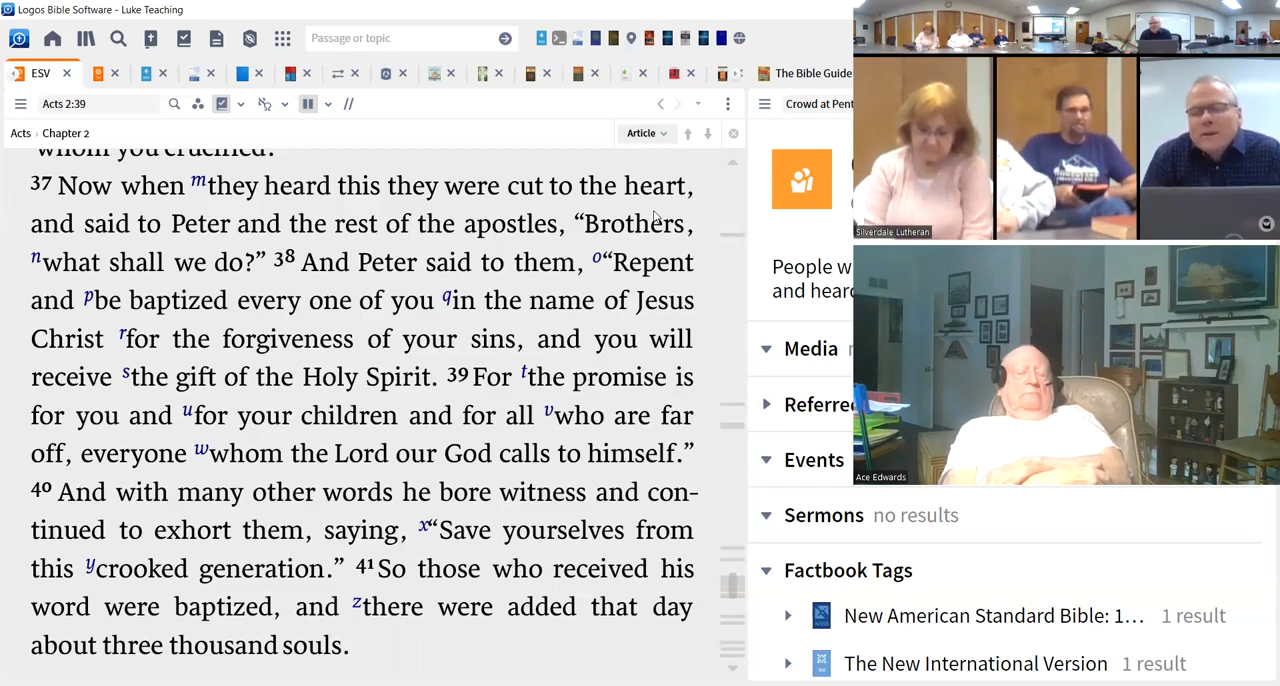 Logos Bible Software - Luke Teaching
Passage or topic
ESV
The Bible Guide
Acts 2:39
Crowd at Pent
Acts › Chapter 2
Article
whom you crucified.
37 Now when m they heard this they were cut to the heart,
and said to Peter and the rest of the apostles, “Brothers,
n what shall we do?” 38 And Peter said to them, o “Repent
and p be baptized every one of you q in the name of Jesus
Christ r for the forgiveness of your sins, and you will
receive s the gift of the Holy Spirit. 39 For t the promise is
for you and u for your children and for all v who are far
off, everyone w whom the Lord our God calls to himself.”
40 And with many other words he bore witness and con-
tinued to exhort them, saying, x “Save yourselves from
this y crooked generation.” 41 So those who received his
word were baptized, and z there were added that day
about three thousand souls.
People w
and heard
Media
Referre
Events
Sermons no results
Factbook Tags
New American Standard Bible: 1… 1 result
The New International Version 1 result
Silverdale Lutheran
Ace Edwards